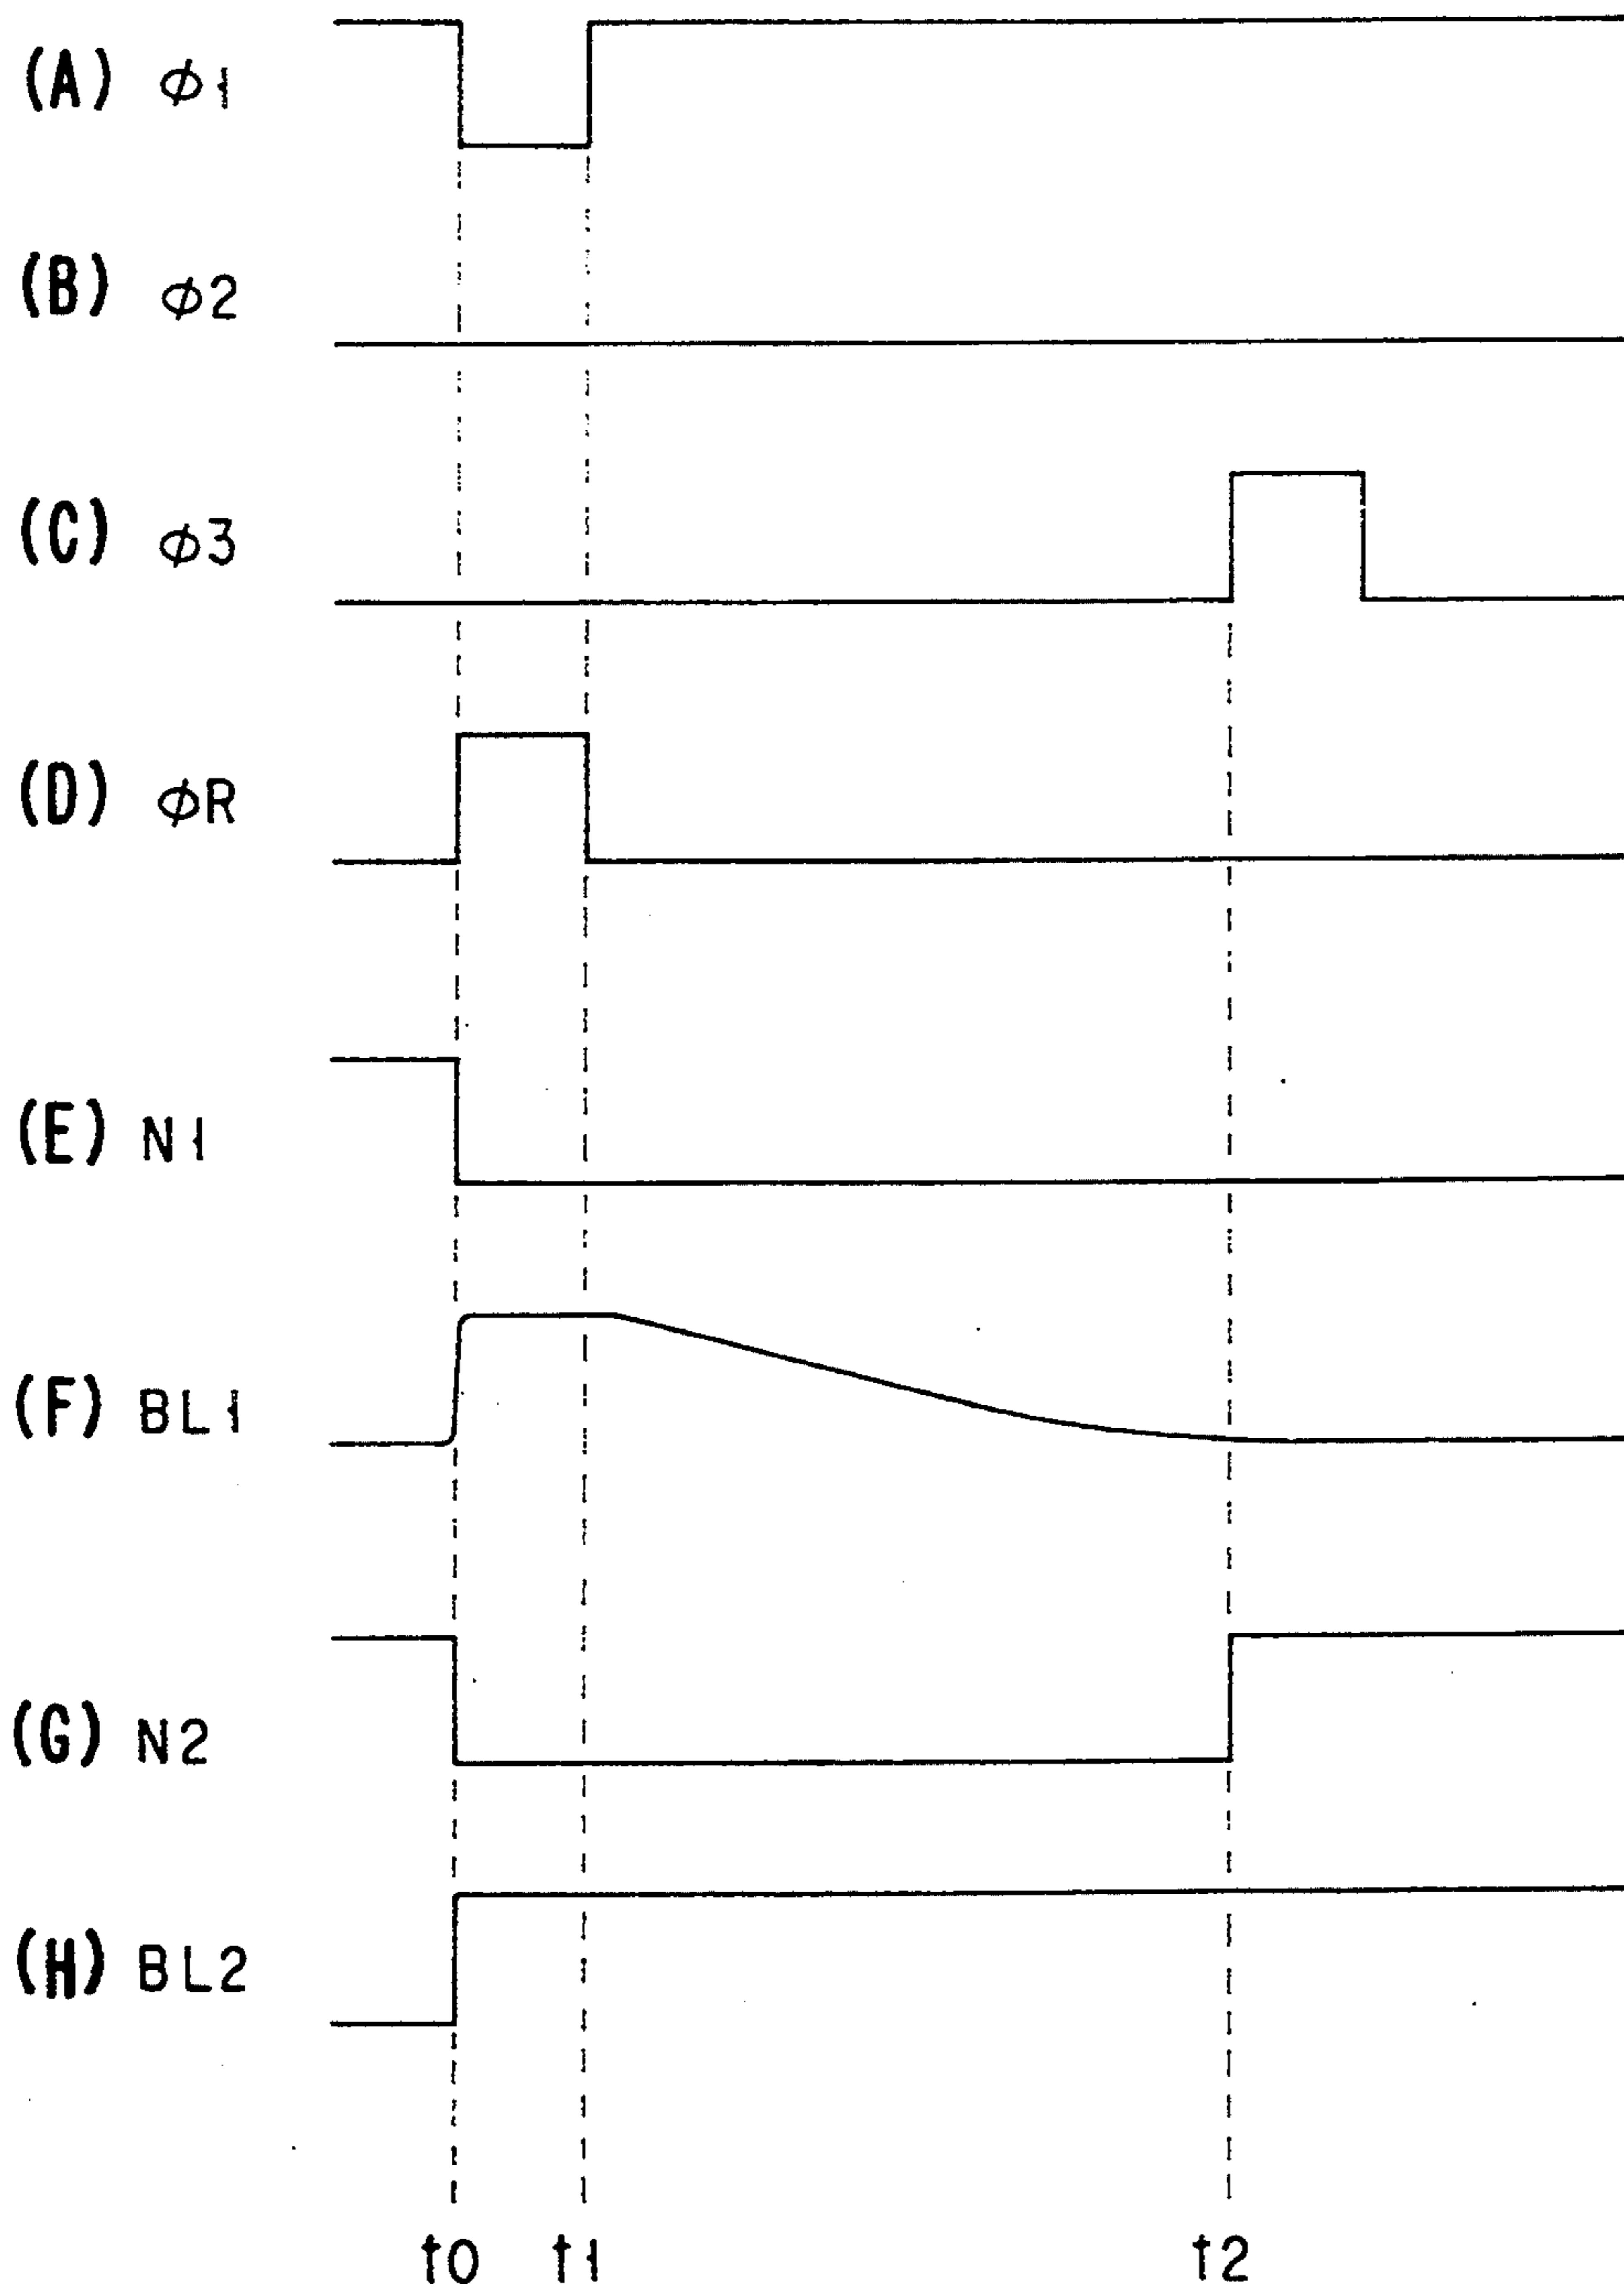 (A) φ1
(B) φ2
(C) φ3
(D) φR
(E) N1
(F) BL1
(G) N2
(H) BL2
t0 t1 t2